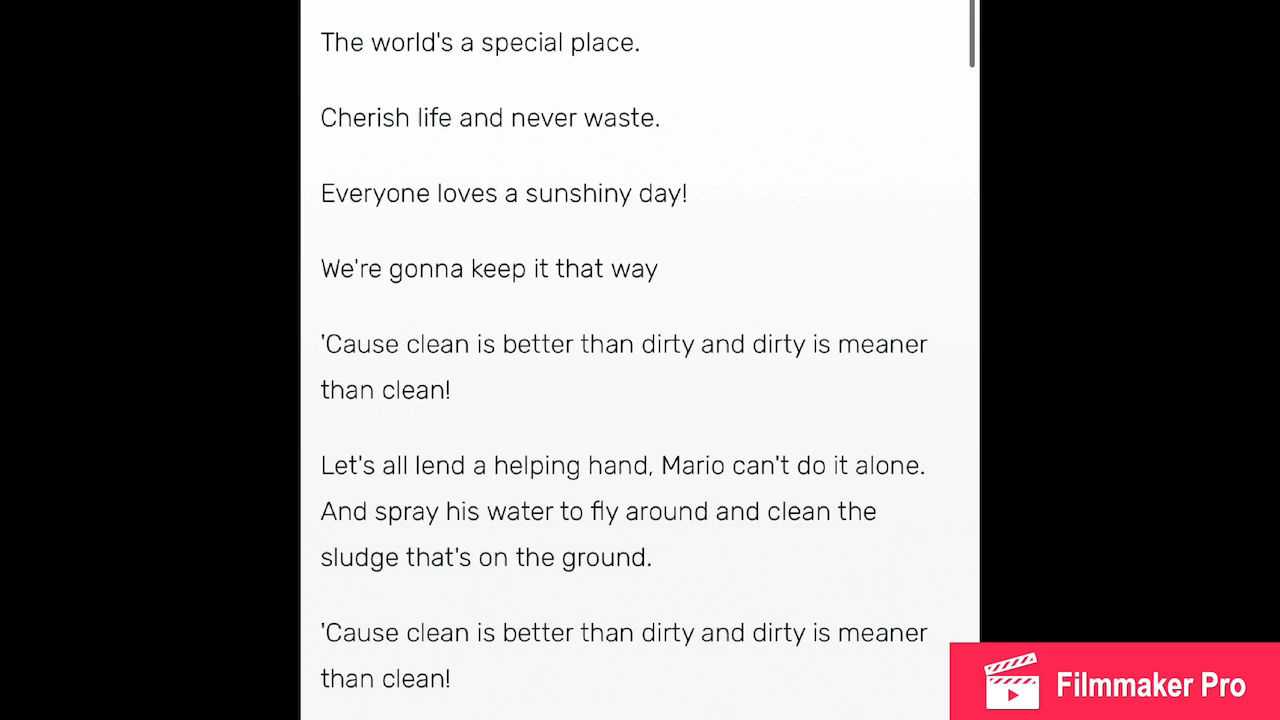 The world's a special place.
Cherish life and never waste.
Everyone loves a sunshiny day!
We're gonna keep it that way
'Cause clean is better than dirty and dirty is meaner
than clean!
Let's all lend a helping hand, Mario can't do it alone.
And spray his water to fly around and clean the
sludge that's on the ground.
'Cause clean is better than dirty and dirty is meaner
than clean!
Filmmaker Pro